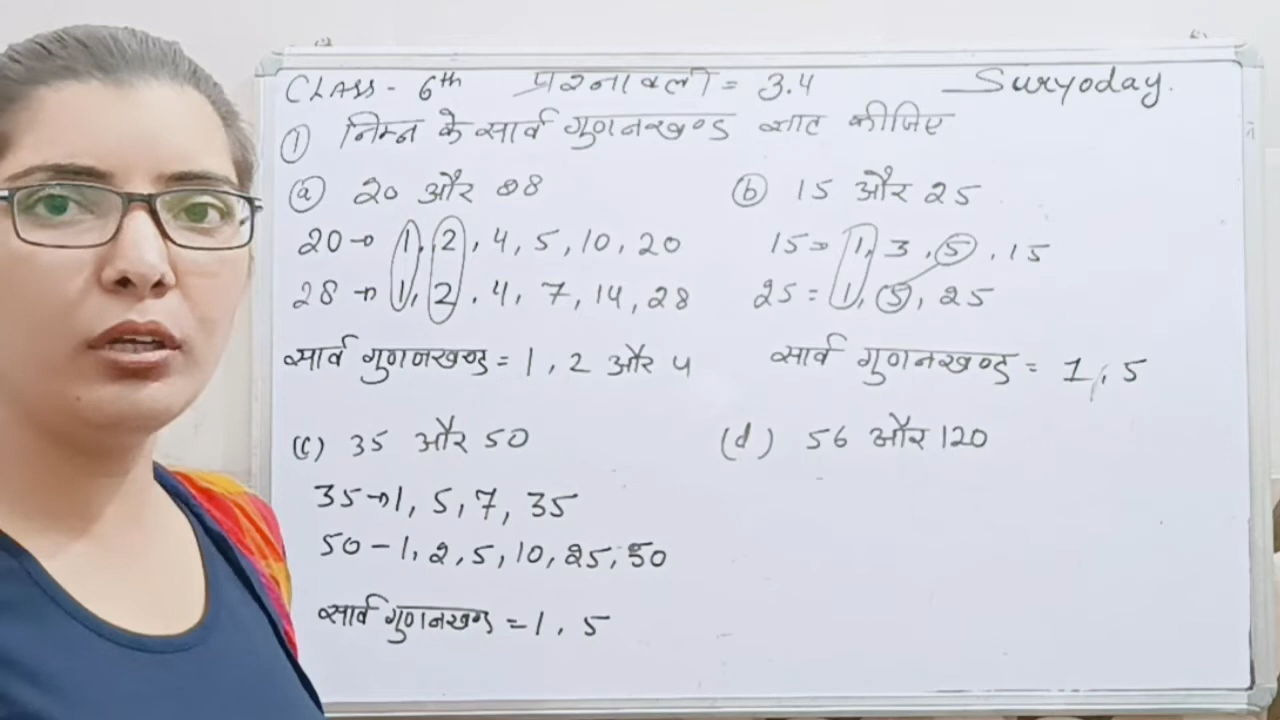 CLASS - 6th प्रश्नावली = 3.4 Suryoday.
① निम्न के सार्व गुणनखण्ड ज्ञात कीजिए
ⓐ 20 और 28
20→ 1, 2, 4, 5, 10, 20
28 → 1, 2, 4, 7, 14, 28
सार्व गुणनखण्ड = 1, 2 और 4
ⓑ 15 और 25
15= 1, 3, 5, 15
25= 1, 5, 25
सार्व गुणनखण्ड = 1, 5
(c) 35 और 50
35→1, 5, 7, 35
50-1, 2, 5, 10, 25, 50
सार्व गुणनखण्ड = 1, 5
(d) 56 और 120